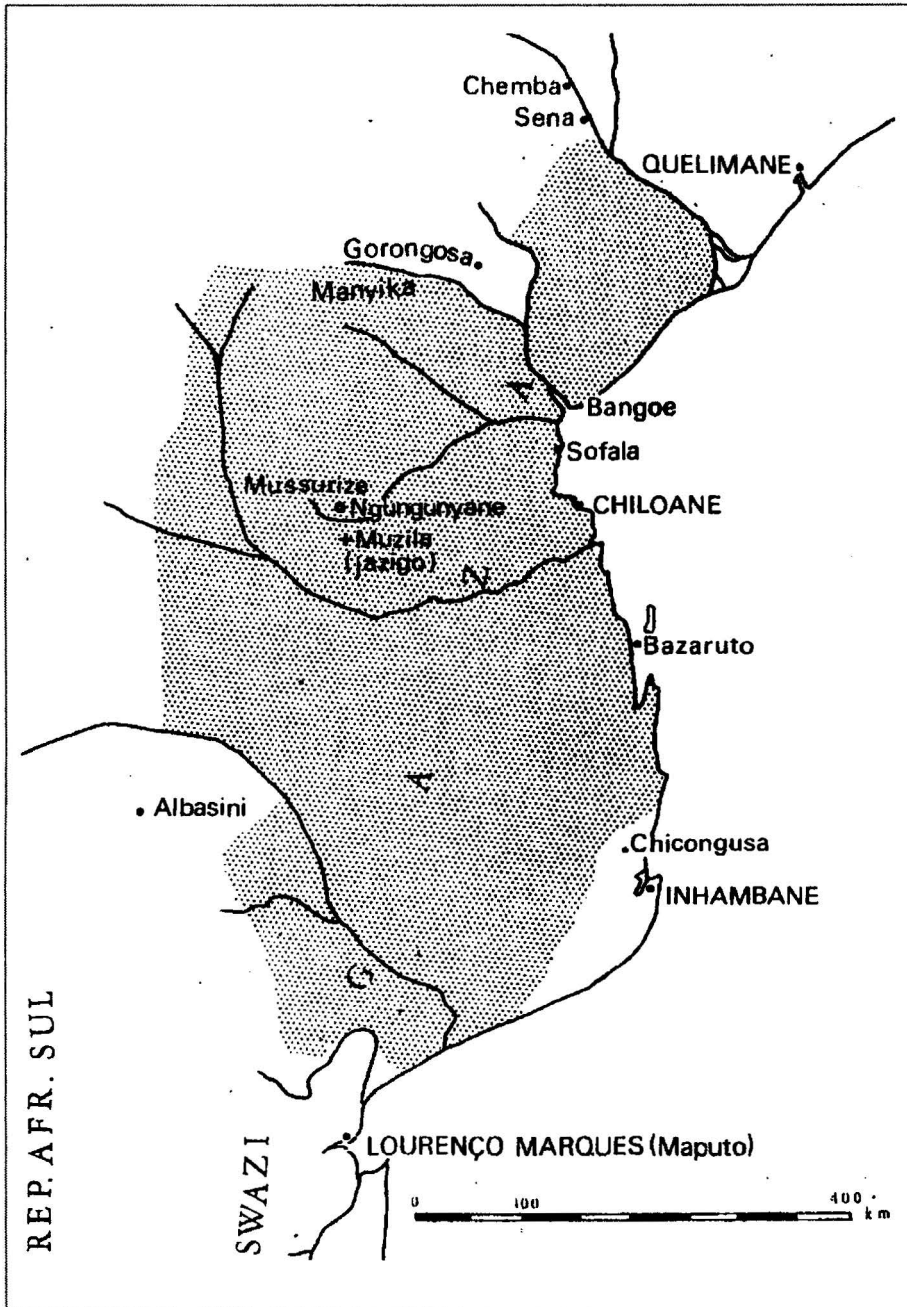 Chemba
Sena
QUELIMANE
Gorongosa
Manyika
Bangoe
Sofala
Mussurize
Ngungunyane
CHILOANE
Muzila
(jazigo)
Bazaruto
Albasini
Chicongusa
INHAMBANE
G A Z A
REP. AFR. SUL
SWAZI
LOURENÇO MARQUES (Maputo)
0 100 400
km